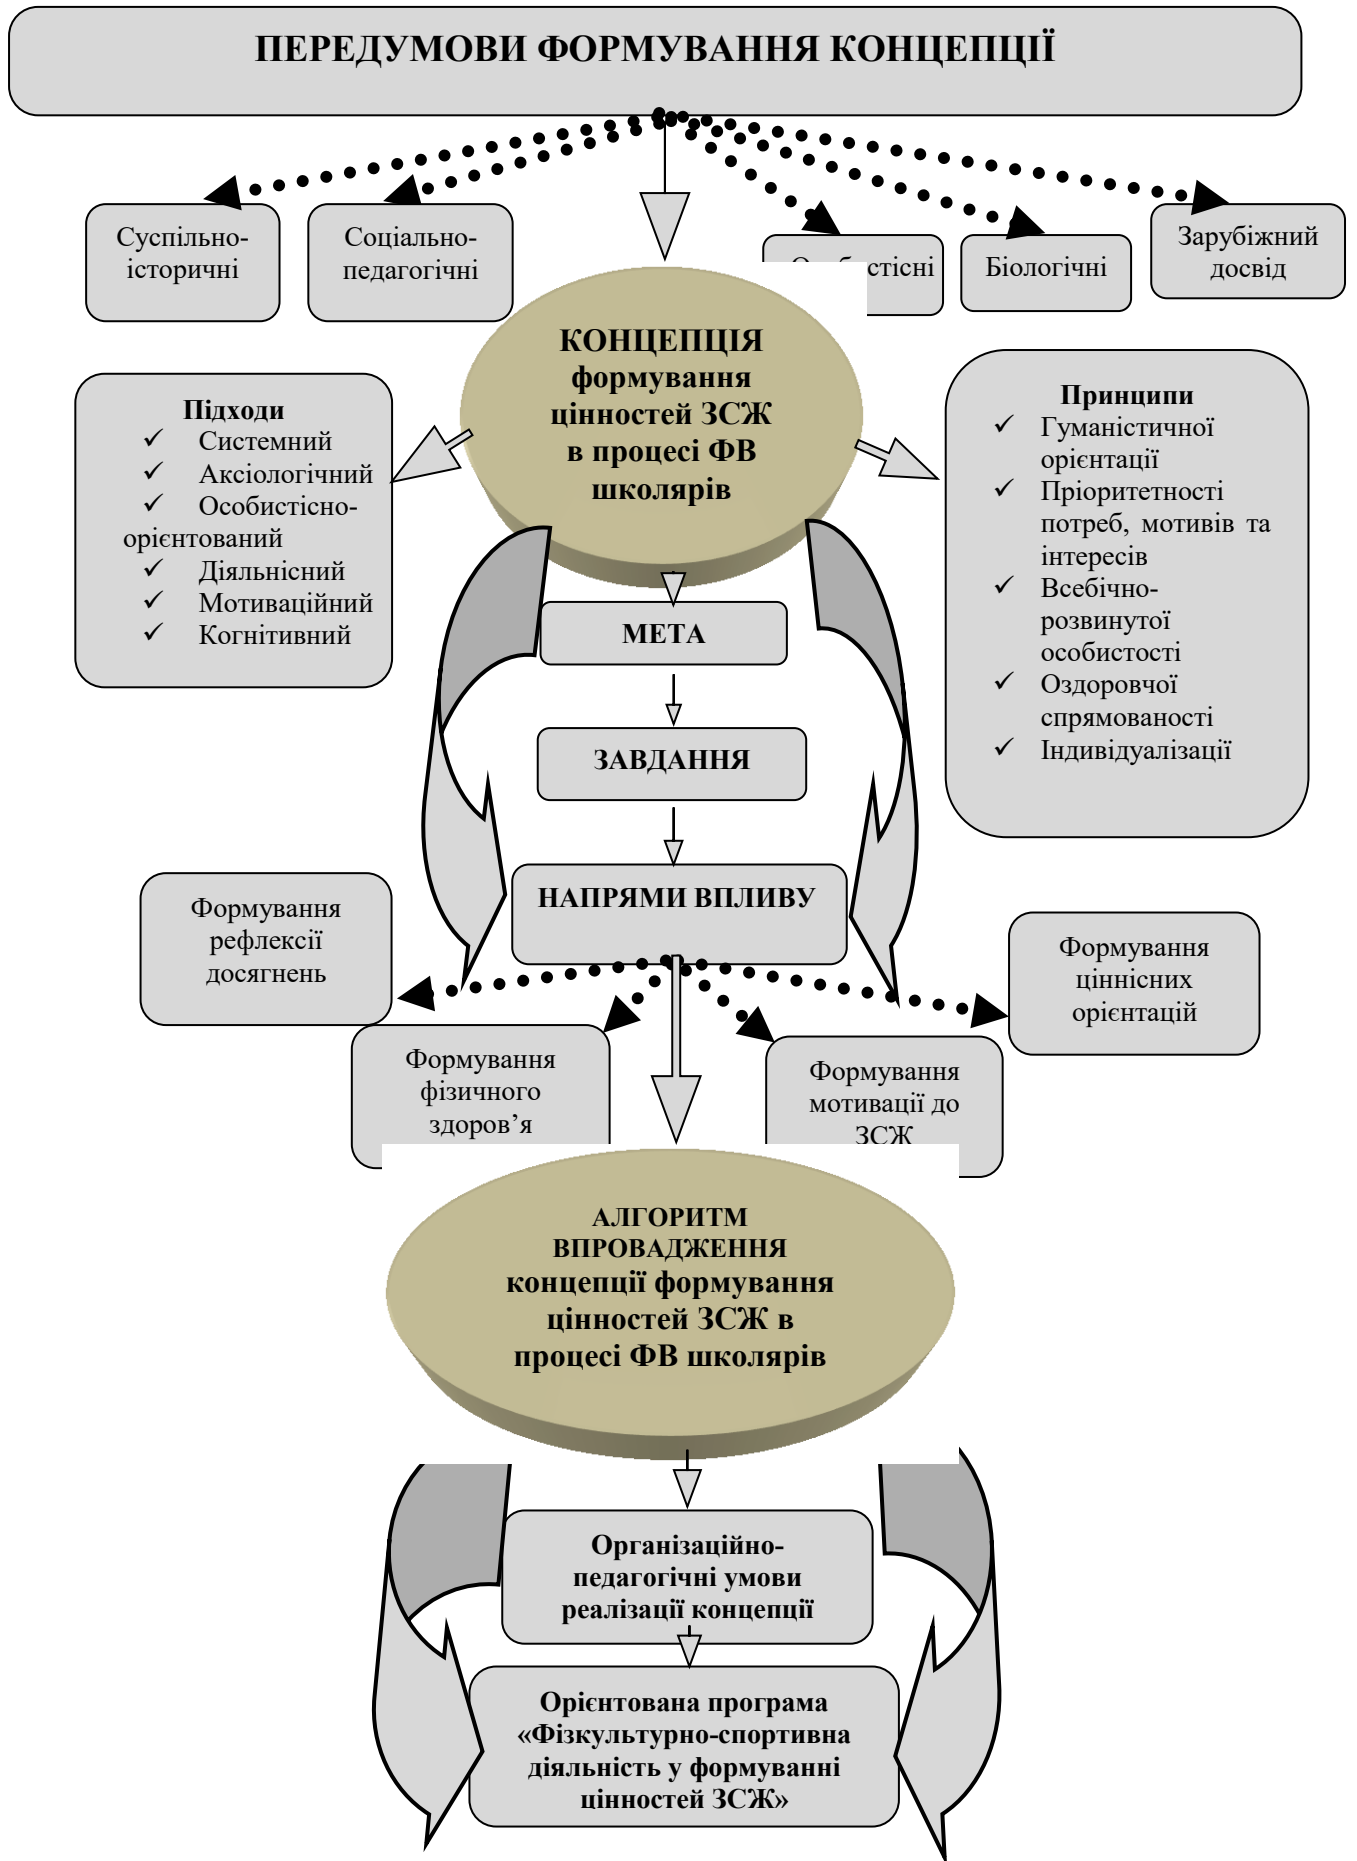 ПЕРЕДУМОВИ ФОРМУВАННЯ КОНЦЕПЦІЇ
Суспільно-
історичні
Соціально-
педагогічні
Біологічні
Зарубіжний
досвід
КОНЦЕПЦІЯ
формування
цінностей ЗСЖ
в процесі ФВ
школярів
Підходи
✓ Системний
✓ Аксіологічний
✓ Особистісно-
орієнтований
✓ Діяльнісний
✓ Мотиваційний
✓ Когнітивний
Принципи
✓ Гуманістичної
орієнтації
✓ Пріоритетності
потреб, мотивів та
інтересів
✓ Всебічно-
розвинутої
особистості
✓ Оздоровчої
спрямованості
✓ Індивідуалізації
МЕТА
ЗАВДАННЯ
НАПРЯМИ ВПЛИВУ
Формування
рефлексії
досягнень
Формування
фізичного
здоров’я
Формування
мотивації до
ЗСЖ
Формування
ціннісних
орієнтацій
АЛГОРИТМ
ВПРОВАДЖЕННЯ
концепції формування
цінностей ЗСЖ в
процесі ФВ школярів
Організаційно-
педагогічні умови
реалізації концепції
Орієнтована програма
«Фізкультурно-спортивна
діяльність у формуванні
цінностей ЗСЖ»